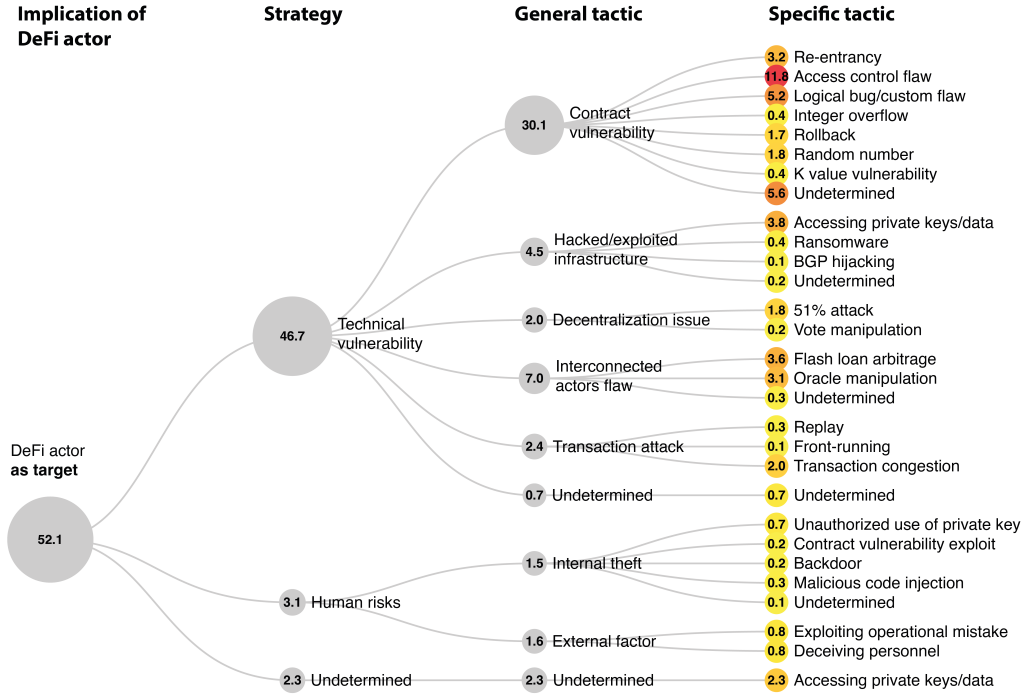 Implication of
DeFi actor
Strategy
General tactic
Specific tactic
DeFi actor
as target
52.1
46.7
Technical
vulnerability
3.1
Human risks
2.3
Undetermined
30.1
Contract
vulnerability
4.5
Hacked/exploited
infrastructure
2.0
Decentralization issue
7.0
Interconnected
actors flaw
2.4
Transaction attack
0.7
Undetermined
1.5
Internal theft
1.6
External factor
2.3
Undetermined
3.2 Re-entrancy
11.8 Access control flaw
5.2 Logical bug/custom flaw
0.4 Integer overflow
1.7 Rollback
1.8 Random number
0.4 K value vulnerability
5.6 Undetermined
3.8 Accessing private keys/data
0.4 Ransomware
0.1 BGP hijacking
0.2 Undetermined
1.8 51% attack
0.2 Vote manipulation
3.6 Flash loan arbitrage
3.1 Oracle manipulation
0.3 Undetermined
0.3 Replay
0.1 Front-running
2.0 Transaction congestion
0.7 Undetermined
0.7 Unauthorized use of private key
0.2 Contract vulnerability exploit
0.2 Backdoor
0.3 Malicious code injection
0.1 Undetermined
0.8 Exploiting operational mistake
0.8 Deceiving personnel
2.3 Accessing private keys/data